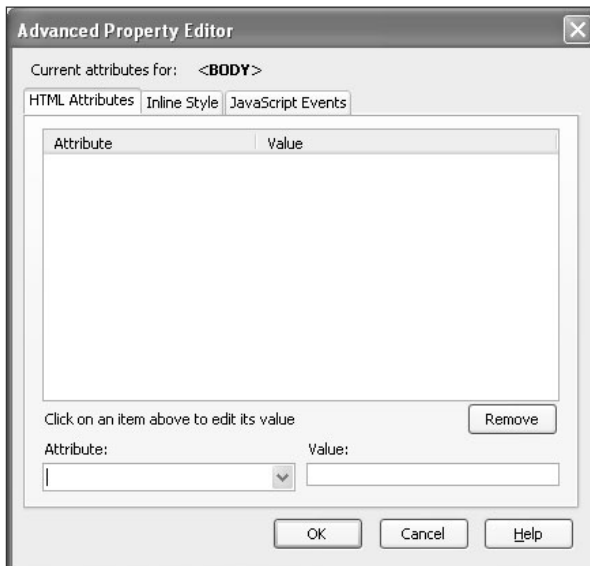 Advanced Property Editor
Current attributes for: <BODY>
HTML Attributes Inline Style JavaScript Events
Attribute Value
Click on an item above to edit its value Remove
Attribute: Value:
OK Cancel Help